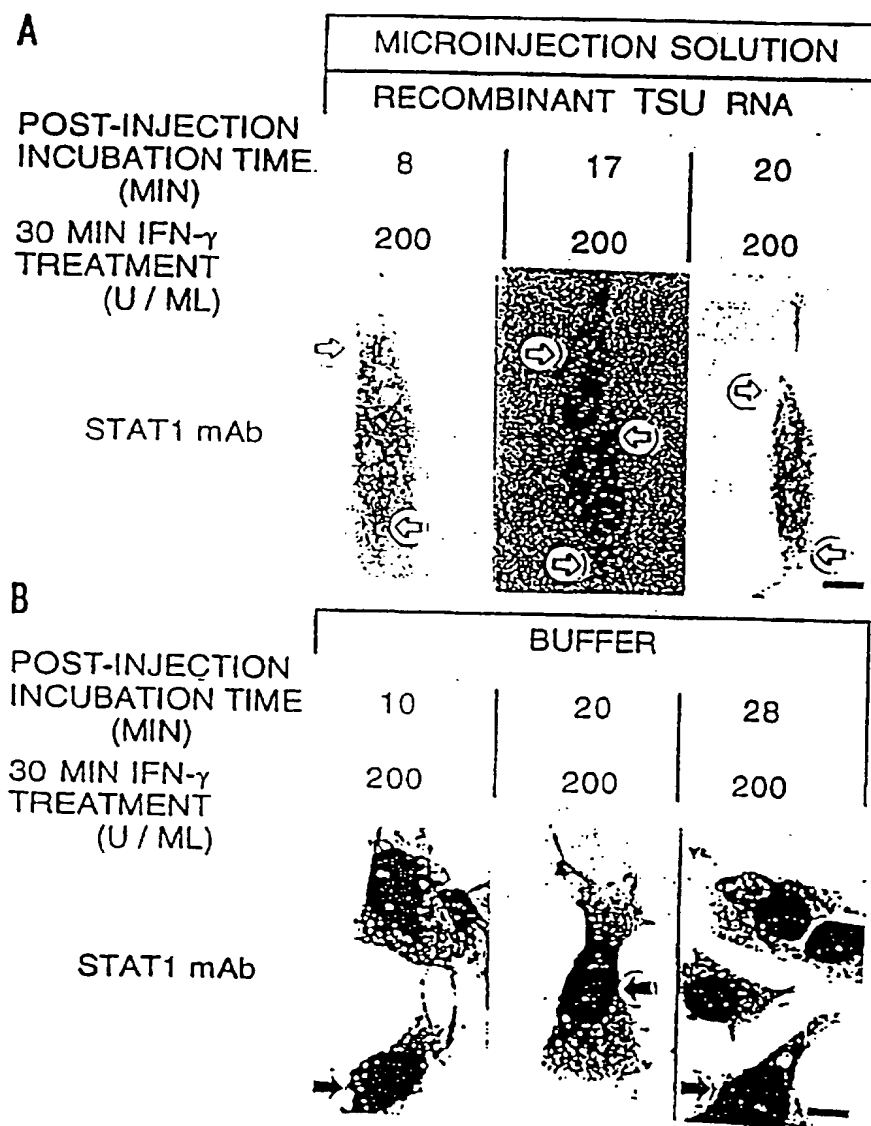 A
MICROINJECTION SOLUTION
RECOMBINANT TSU RNA
POST-INJECTION
INCUBATION TIME
(MIN)
8 17 20
30 MIN IFN-γ
TREATMENT
(U / ML)
200 200 200
STAT1 mAb
B
BUFFER
POST-INJECTION
INCUBATION TIME
(MIN)
10 20 28
30 MIN IFN-γ
TREATMENT
(U / ML)
200 200 200
STAT1 mAb